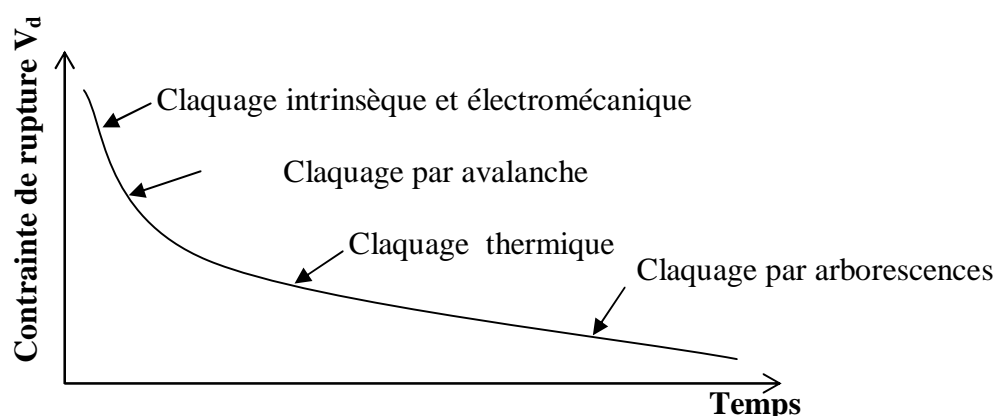 Contrainte de rupture Vd
Claquage intrinsèque et électromécanique
Claquage par avalanche
Claquage thermique
Claquage par arborescences
Temps